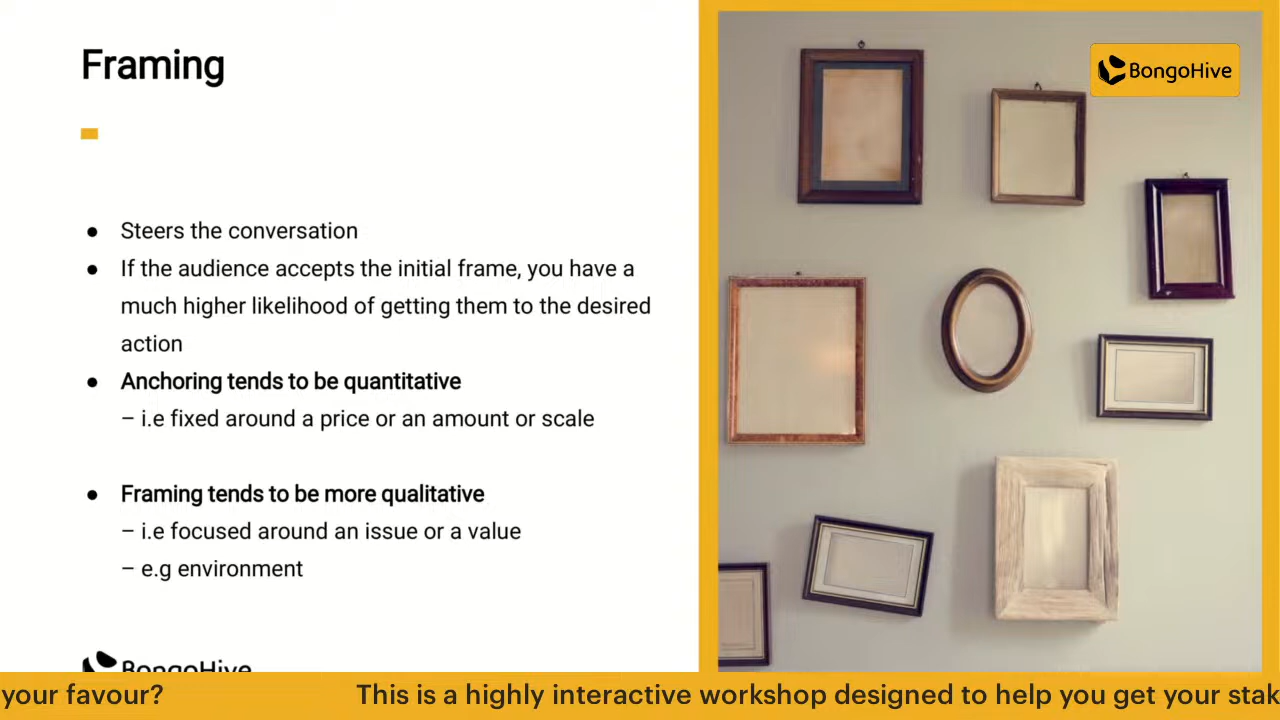 Framing
BongoHive
● Steers the conversation
● If the audience accepts the initial frame, you have a
much higher likelihood of getting them to the desired
action
● Anchoring tends to be quantitative
– i.e fixed around a price or an amount or scale
● Framing tends to be more qualitative
– i.e focused around an issue or a value
– e.g environment
BongoHive
your favour? This is a highly interactive workshop designed to help you get your stak